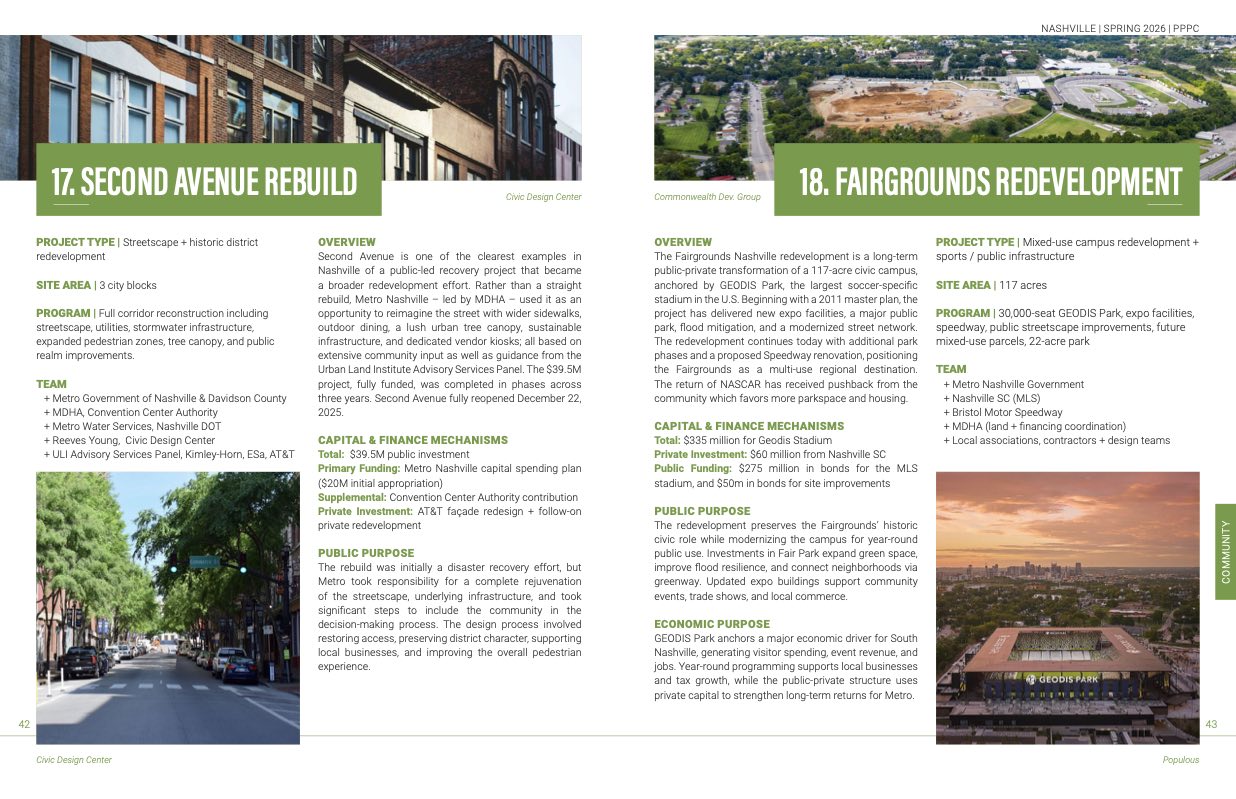 NASHVILLE | SPRING 2026 | PPPC
17. SECOND AVENUE REBUILD
Civic Design Center
PROJECT TYPE | Streetscape + historic district
redevelopment
SITE AREA | 3 city blocks
PROGRAM | Full corridor reconstruction including
streetscape, utilities, stormwater infrastructure,
expanded pedestrian zones, tree canopy, and public
realm improvements.
TEAM
+ Metro Government of Nashville & Davidson County
+ MDHA, Convention Center Authority
+ Metro Water Services, Nashville DOT
+ Reeves Young, Civic Design Center
+ ULI Advisory Services Panel, Kimley-Horn, ESa, AT&T
OVERVIEW
Second Avenue is one of the clearest examples in
Nashville of a public-led recovery project that became
a broader redevelopment effort. Rather than a straight
rebuild, Metro Nashville – led by MDHA – used it as an
opportunity to reimagine the street with wider sidewalks,
outdoor dining, a lush urban tree canopy, sustainable
infrastructure, and dedicated vendor kiosks; all based on
extensive community input as well as guidance from the
Urban Land Institute Advisory Services Panel. The $39.5M
project, fully funded, was completed in phases across
three years. Second Avenue fully reopened December 22,
2025.
CAPITAL & FINANCE MECHANISMS
Total: $39.5M public investment
Primary Funding: Metro Nashville capital spending plan
($20M initial appropriation)
Supplemental: Convention Center Authority contribution
Private Investment: AT&T façade redesign + follow-on
private redevelopment
PUBLIC PURPOSE
The rebuild was initially a disaster recovery effort, but
Metro took responsibility for a complete rejuvenation
of the streetscape, underlying infrastructure, and took
significant steps to include the community in the
decision-making process. The design process involved
restoring access, preserving district character, supporting
local businesses, and improving the overall pedestrian
experience.
42
Civic Design Center
18. FAIRGROUNDS REDEVELOPMENT
Commonwealth Dev. Group
OVERVIEW
The Fairgrounds Nashville redevelopment is a long-term
public-private transformation of a 117-acre civic campus,
anchored by GEODIS Park, the largest soccer-specific
stadium in the U.S. Beginning with a 2011 master plan, the
project has delivered new expo facilities, a major public
park, flood mitigation, and a modernized street network.
The redevelopment continues today with additional park
phases and a proposed Speedway renovation, positioning
the Fairgrounds as a multi-use regional destination.
The return of NASCAR has received pushback from the
community which favors more parkspace and housing.
CAPITAL & FINANCE MECHANISMS
Total: $335 million for Geodis Stadium
Private Investment: $60 million from Nashville SC
Public Funding: $275 million in bonds for the MLS
stadium, and $50m in bonds for site improvements
PUBLIC PURPOSE
The redevelopment preserves the Fairgrounds' historic
civic role while modernizing the campus for year-round
public use. Investments in Fair Park expand green space,
improve flood resilience, and connect neighborhoods via
greenway. Updated expo buildings support community
events, trade shows, and local commerce.
ECONOMIC PURPOSE
GEODIS Park anchors a major economic driver for South
Nashville, generating visitor spending, event revenue, and
jobs. Year-round programming supports local businesses
and tax growth, while the public-private structure uses
private capital to strengthen long-term returns for Metro.
PROJECT TYPE | Mixed-use campus redevelopment +
sports / public infrastructure
SITE AREA | 117 acres
PROGRAM | 30,000-seat GEODIS Park, expo facilities,
speedway, public streetscape improvements, future
mixed-use parcels, 22-acre park
TEAM
+ Metro Nashville Government
+ Nashville SC (MLS)
+ Bristol Motor Speedway
+ MDHA (land + financing coordination)
+ Local associations, contractors + design teams
GEODIS PARK
COMMUNITY
43
Populous